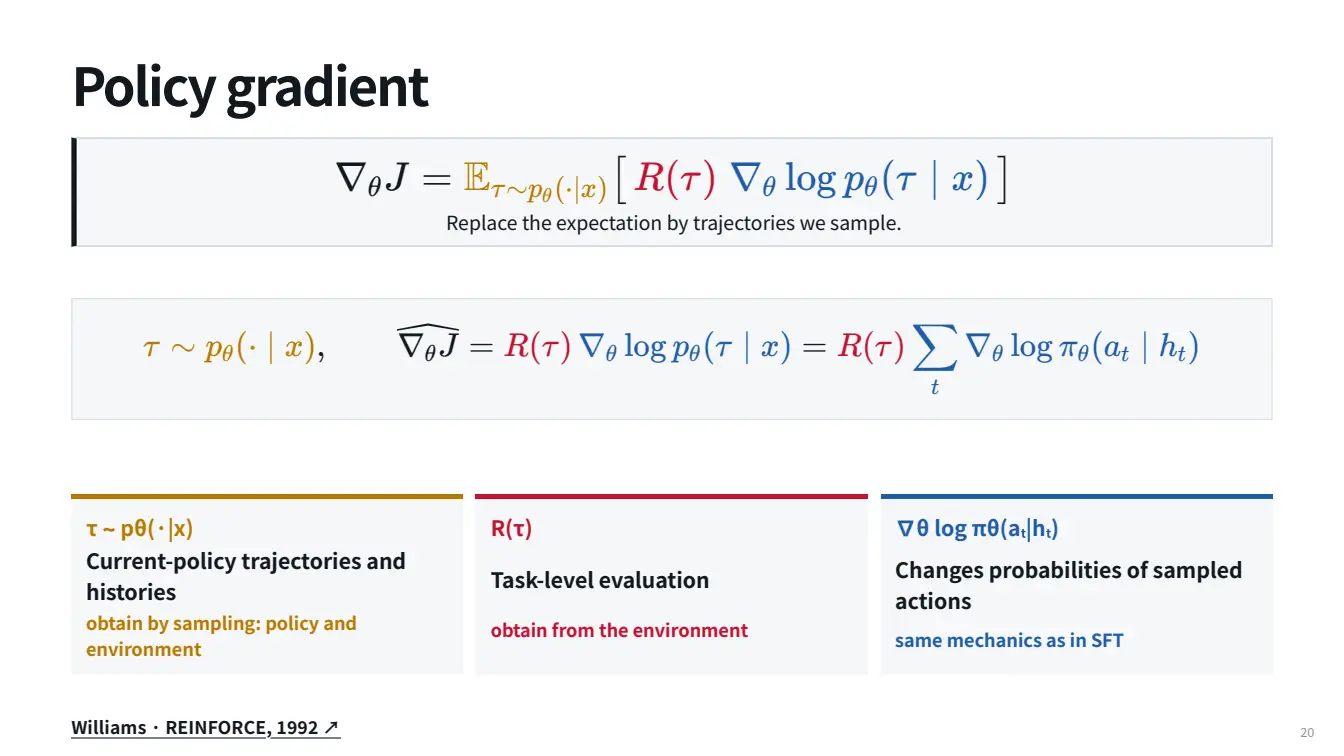 Policy gradient
∇θJ = 𝔼τ∼pθ(·|x) [ R(τ) ∇θ log pθ(τ | x) ]
Replace the expectation by trajectories we sample.
τ ∼ pθ(· | x), ∇θJ^ = R(τ) ∇θ log pθ(τ | x) = R(τ) ∑t ∇θ log πθ(at | ht)
τ ~ pθ(·|x)
Current-policy trajectories and
histories
obtain by sampling: policy and
environment
R(τ)
Task-level evaluation
obtain from the environment
∇θ log πθ(aₜ|hₜ)
Changes probabilities of sampled
actions
same mechanics as in SFT
Williams · REINFORCE, 1992 ↗
20